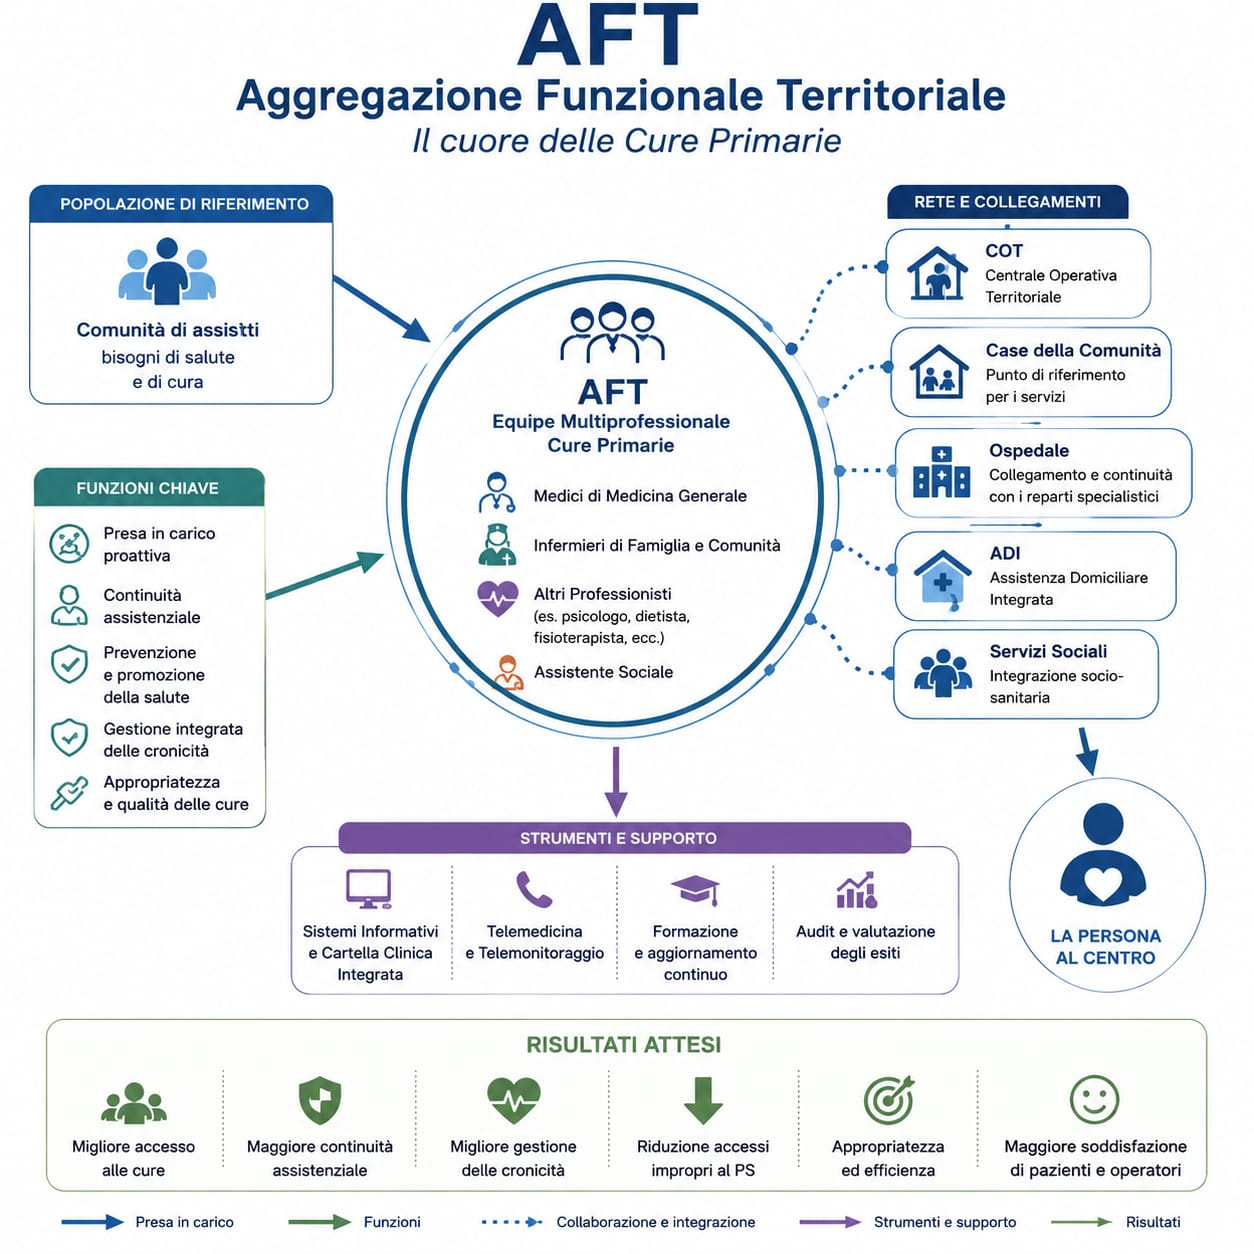 AFT
Aggregazione Funzionale Territoriale
Il cuore delle Cure Primarie
POPOLAZIONE DI RIFERIMENTO
Comunità di assistti
bisogni di salute
e di cura
FUNZIONI CHIAVE
Presa in carico
proattiva
Continuità
assistenziale
Prevenzione
e promozione
della salute
Gestione integrata
delle cronicità
Appropriatezza
e qualità delle cure
AFT
Equipe Multiprofessionale
Cure Primarie
Medici di Medicina Generale
Infermieri di Famiglia e Comunità
Altri Professionisti
(es. psicologo, dietista,
fisioterapista, ecc.)
Assistente Sociale
RETE E COLLEGAMENTI
COT
Centrale Operativa
Territoriale
Case della Comunità
Punto di riferimento
per i servizi
Ospedale
Collegamento e continuità
con i reparti specialistici
ADI
Assistenza Domiciliare
Integrata
Servizi Sociali
Integrazione socio-
sanitaria
LA PERSONA
AL CENTRO
STRUMENTI E SUPPORTO
Sistemi Informativi
e Cartella Clinica
Integrata
Telemedicina
e Telemonitoraggio
Formazione
e aggiornamento
continuo
Audit e valutazione
degli esiti
RISULTATI ATTESI
Migliore accesso
alle cure
Maggiore continuità
assistenziale
Migliore gestione
delle cronicità
Riduzione accessi
impropri al PS
Appropriatezza
ed efficienza
Maggiore soddisfazione
di pazienti e operatori
Presa in carico
Funzioni
Collaborazione e integrazione
Strumenti e supporto
Risultati